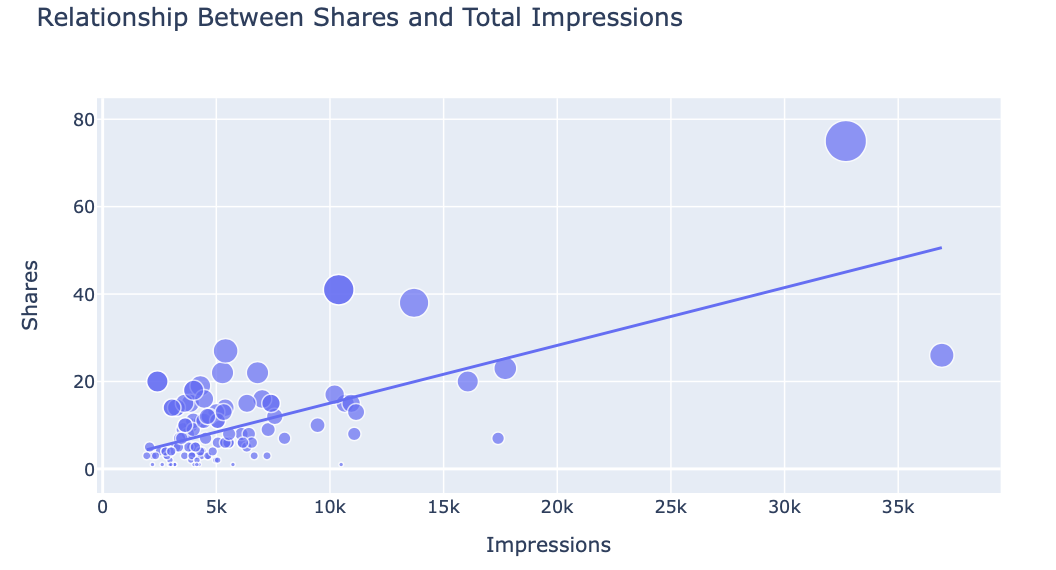 Relationship Between Shares and Total Impressions
80
60
40
20
0
Shares
0 5k 10k 15k 20k 25k 30k 35k
Impressions